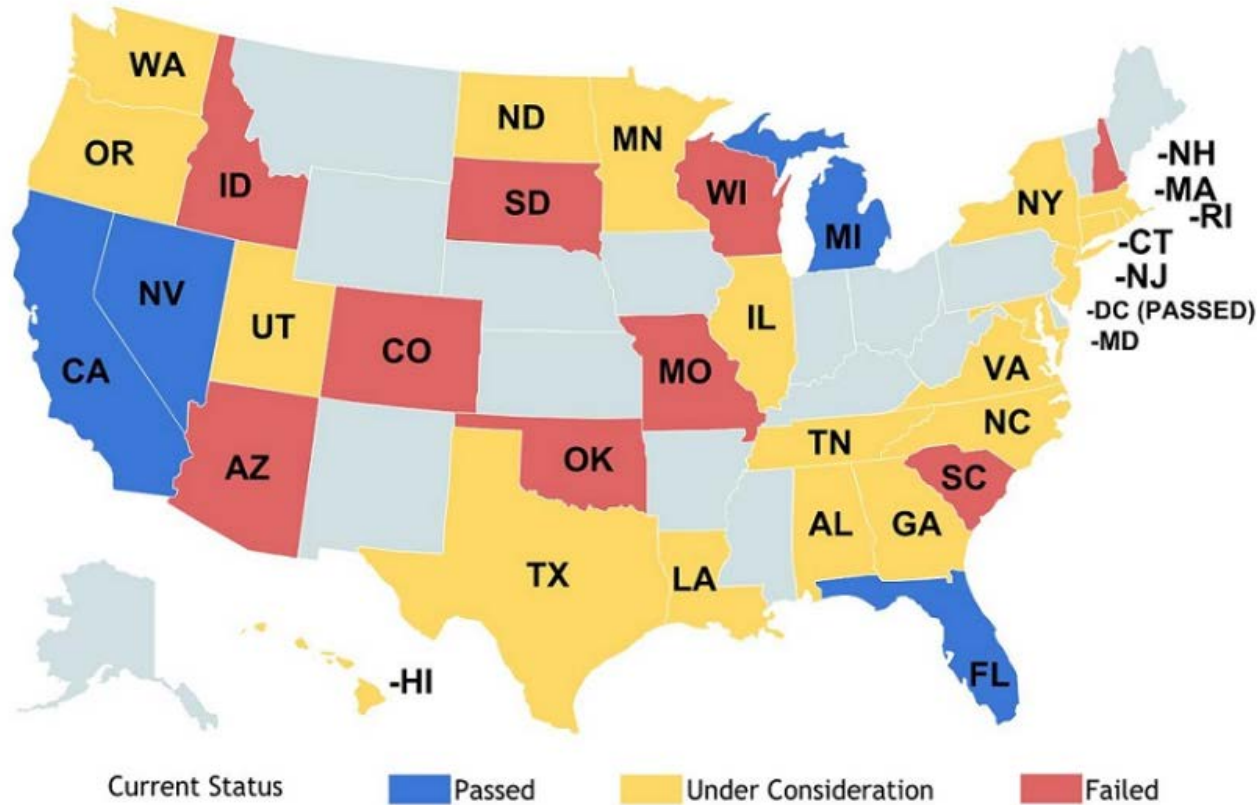 WA
ND
MN
OR
ID
SD
WI
MI
NY
-NH
-MA
-RI
-CT
-NJ
-DC (PASSED)
-MD
NV
UT
CO
IL
CA
MO
VA
NC
TN
AZ
OK
SC
AL
GA
TX
LA
FL
-HI
Current Status
Passed
Under Consideration
Failed